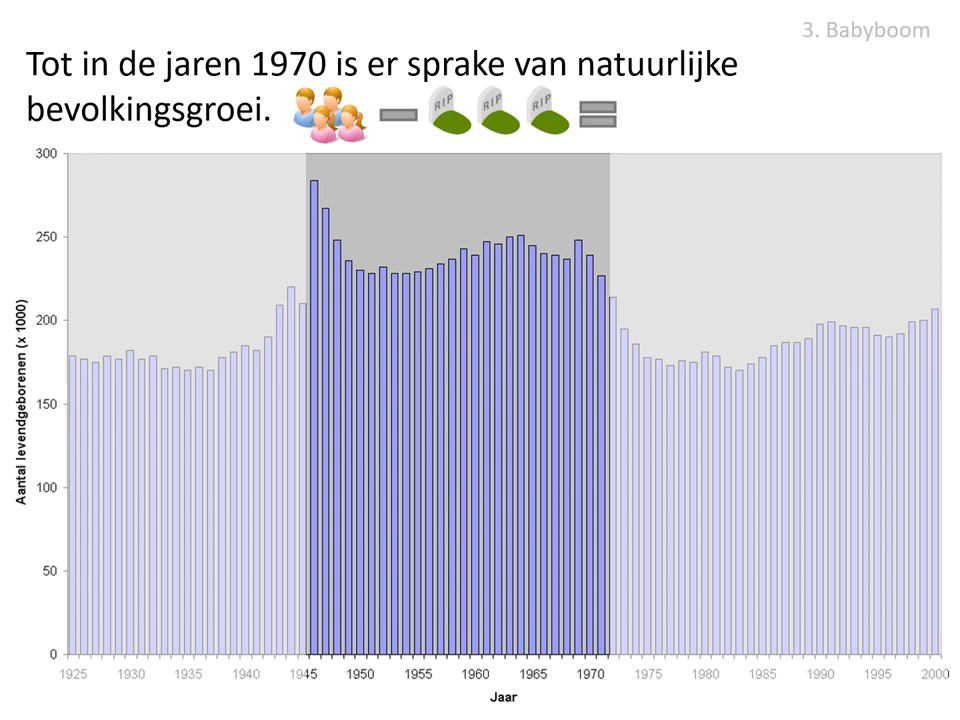 3. Babyboom
Tot in de jaren 1970 is er sprake van natuurlijke
bevolkingsgroei.
RIP RIP RIP
300
250
200
150
100
50
0
Aantal levendgeborenen (x 1000)
1925 1930 1935 1940 1945 1950 1955 1960 1965 1970 1975 1980 1985 1990 1995 2000
Jaar